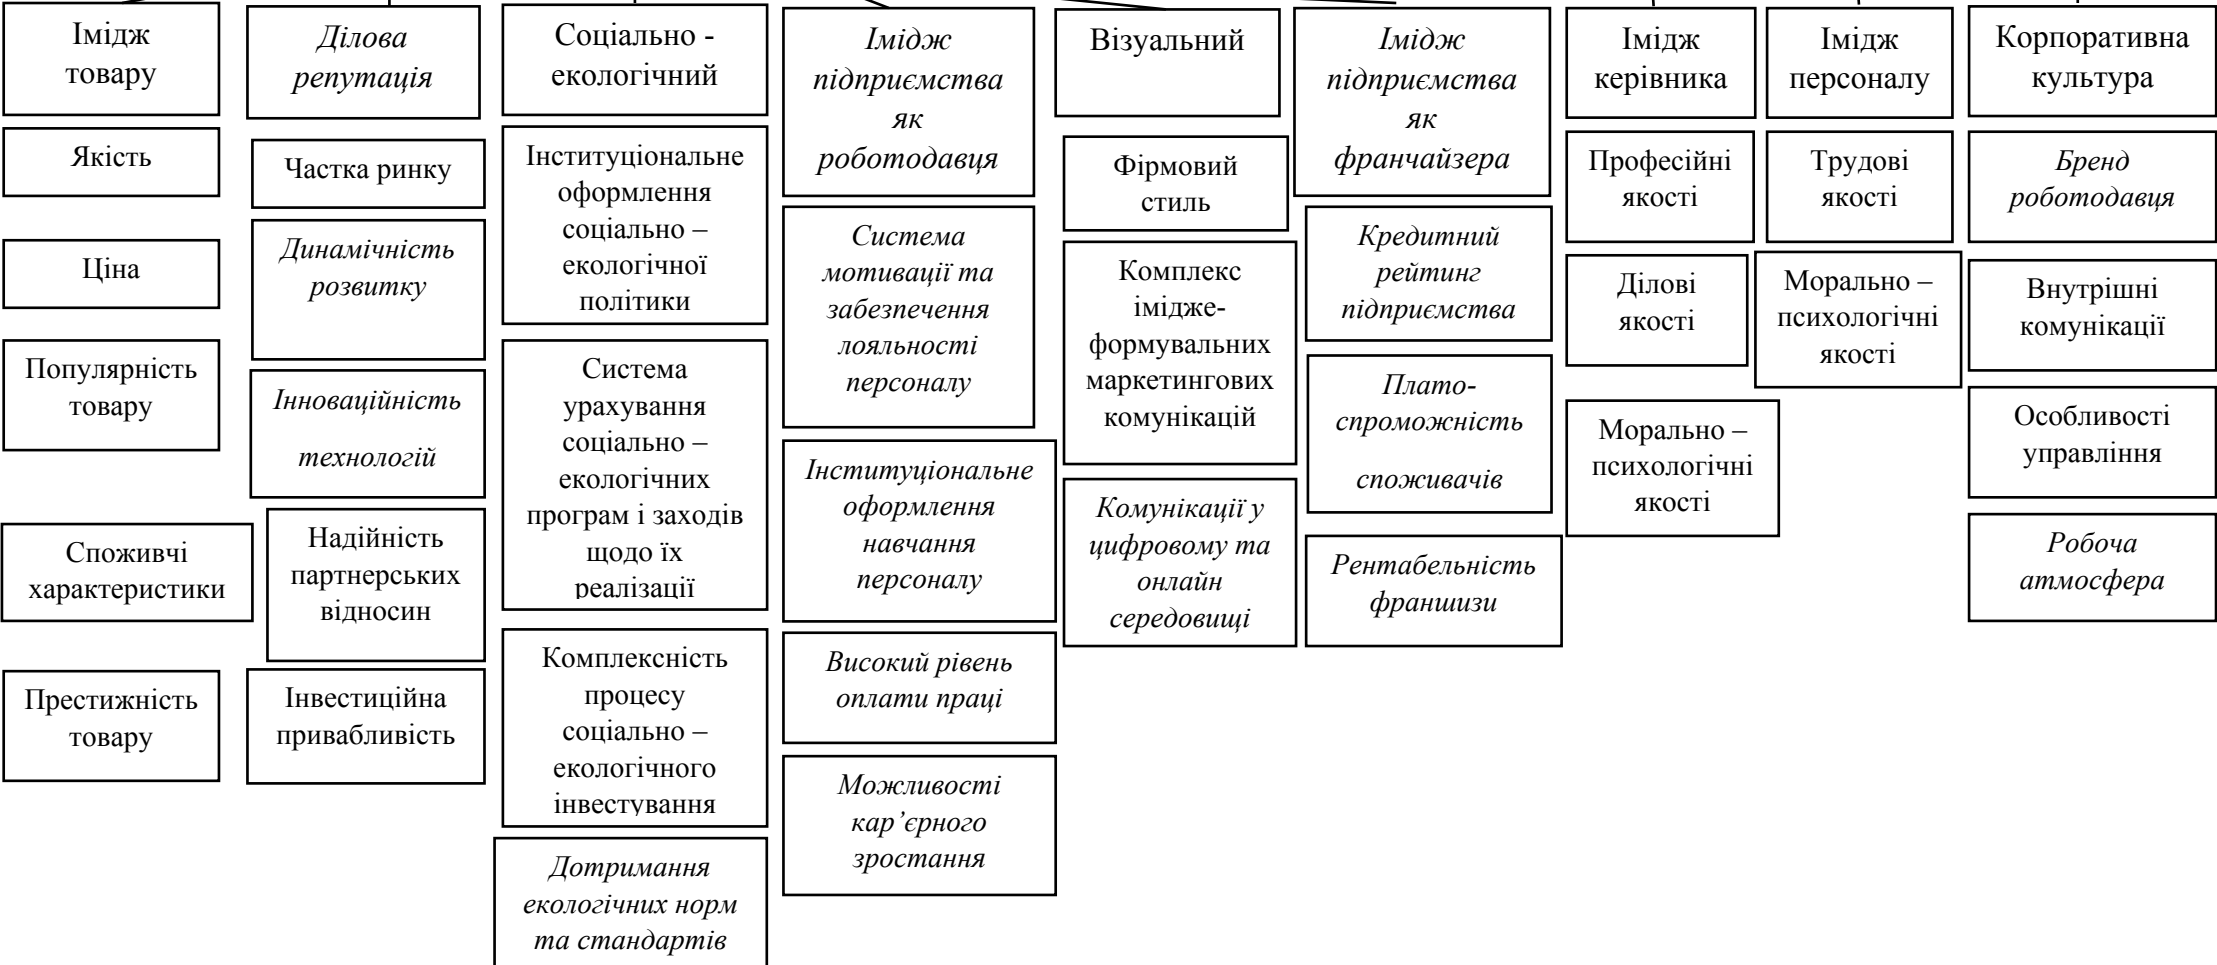 Імідж
товару
Якість
Ціна
Популярність
товару
Споживчі
характеристики
Престижність
товару
Ділова
репутація
Частка ринку
Динамічність
розвитку
Інноваційність
технологій
Надійність
партнерських
відносин
Інвестиційна
привабливість
Соціально -
екологічний
Інституціональне
оформлення
соціально –
екологічної
політики
Система
урахування
соціально –
екологічних
програм і заходів
щодо їх
реалізації
Комплексність
процесу
соціально –
екологічного
інвестування
Дотримання
екологічних норм
та стандартів
Імідж
підприємства
як
роботодавця
Система
мотивації та
забезпечення
лояльності
персоналу
Інституціональне
оформлення
навчання
персоналу
Високий рівень
оплати праці
Можливості
кар’єрного
зростання
Візуальний
Фірмовий
стиль
Комплекс
імідже-
формувальних
маркетингових
комунікацій
Комунікації у
цифровому та
онлайн
середовищі
Імідж
підприємства
як
франчайзера
Кредитний
рейтинг
підприємства
Плато-
спроможність
споживачів
Рентабельність
франшизи
Імідж
керівника
Професійні
якості
Ділові
якості
Морально –
психологічні
якості
Імідж
персоналу
Трудові
якості
Морально –
психологічні
якості
Корпоративна
культура
Бренд
роботодавця
Внутрішні
комунікації
Особливості
управління
Робоча
атмосфера